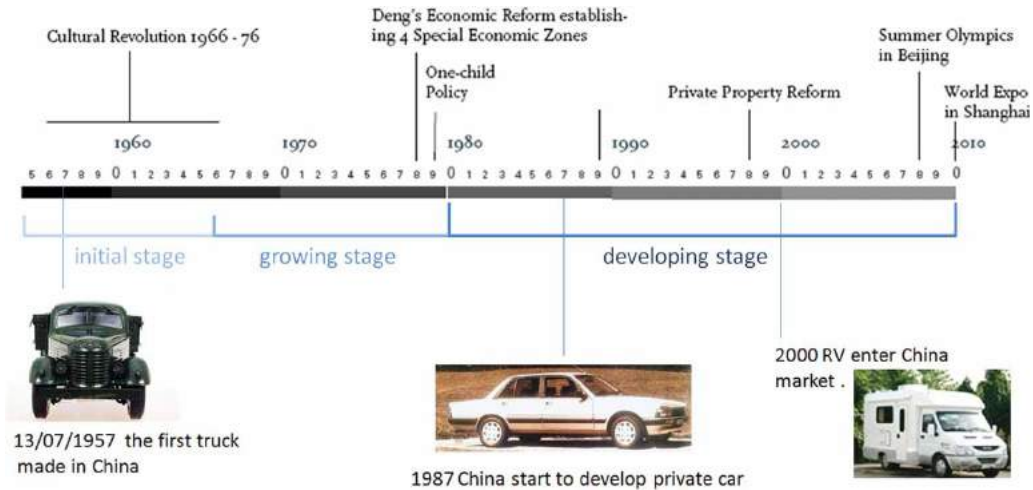 Cultural Revolution 1966 - 76
Deng's Economic Reform establish-
ing 4 Special Economic Zones
One-child
Policy
Private Property Reform
Summer Olympics
in Beijing
World Expo
in Shanghai
1960 1970 1980 1990 2000 2010
5 6 7 8 9 0 1 2 3 4 5 6 7 8 9 0 1 2 3 4 5 6 7 8 9 0 1 2 3 4 5 6 7 8 9 0 1 2 3 4 5 6 7 8 9 0 1 2 3 4 5 6 7 8 9 0
initial stage growing stage developing stage
13/07/1957 the first truck
made in China
1987 China start to develop private car
2000 RV enter China
market .